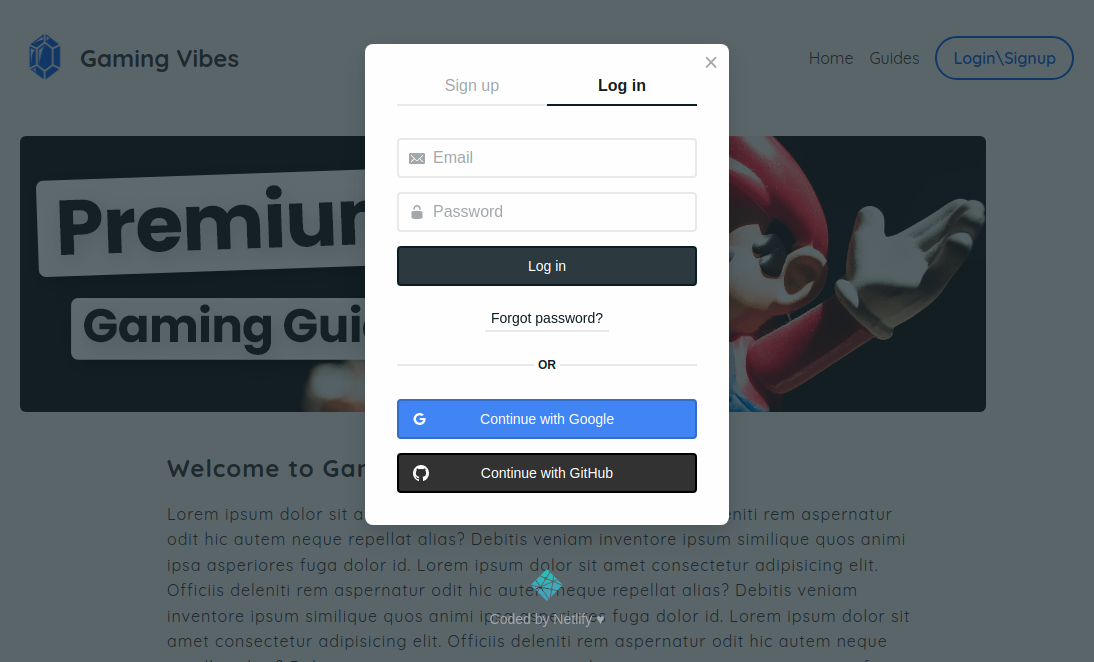 Gaming Vibes
Home Guides Login\Signup
Sign up Log in
Email
Password
Log in
Forgot password?
OR
Continue with Google
Continue with GitHub
Premiu
Gaming Gui
Welcome to Ga
Lorem ipsum dolor sit a rem aspernatur
odit hic autem neque repellat alias? Debitis veniam inventore ipsum similique quos animi
ipsa asperiores fuga dolor id. Lorem ipsum dolor sit amet consectetur adipisicing elit.
Officiis deleniti rem aspernatur odit hic autem neque repellat alias? Debitis veniam
inventore ipsum similique quos animi ipsa asperiores fuga dolor id. Lorem ipsum dolor sit
amet consectetur adipisicing elit. Officiis deleniti rem aspernatur odit hic autem neque
Coded by Netlify ♥